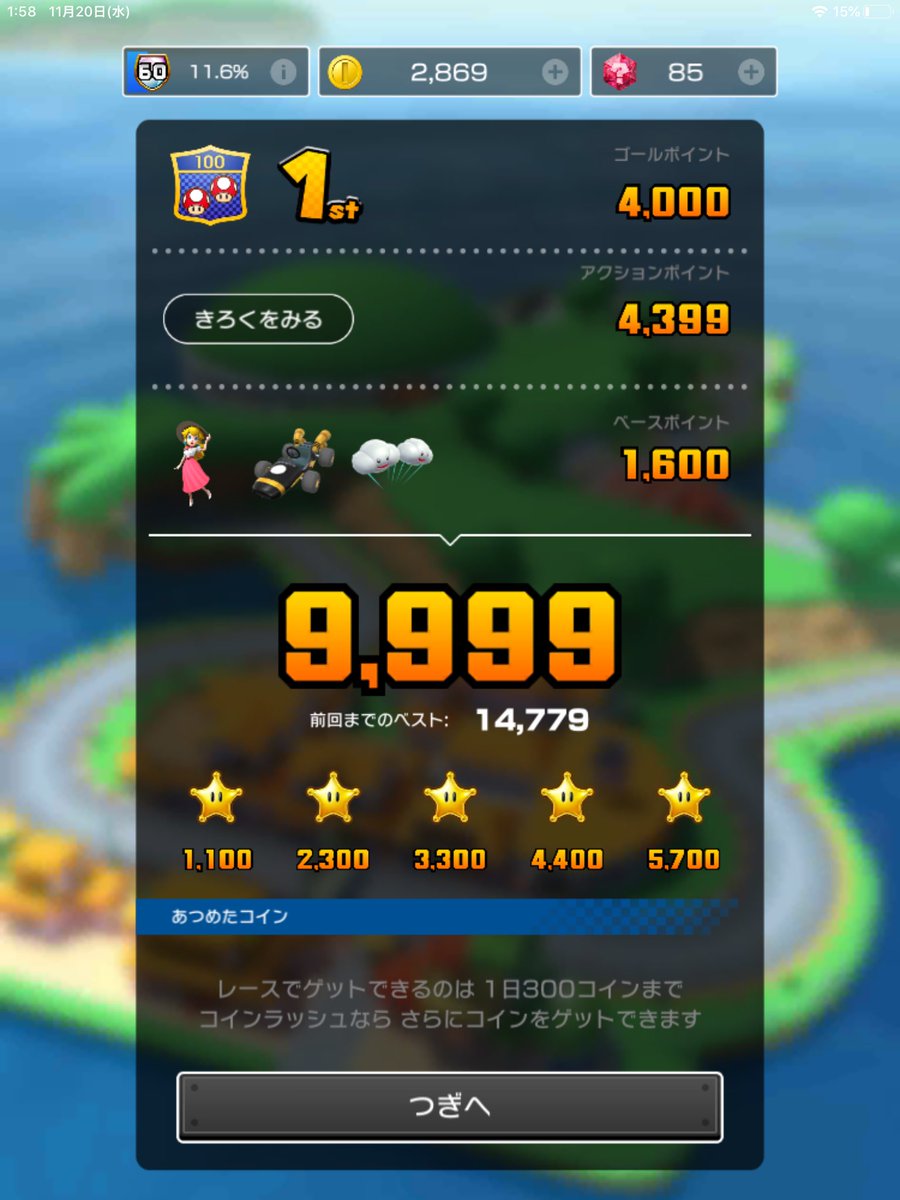 1:58 11月20日(水)
15%
60 11.6% i
2,869 +
? 85 +
100
1st
ゴールポイント
4,000
アクションポイント
きろくをみる
4,399
ベースポイント
1,600
9,999
前回までのベスト: 14,779
1,100 2,300 3,300 4,400 5,700
あつめたコイン
レースでゲットできるのは 1日300コインまで
コインラッシュなら さらにコインをゲットできます
つぎへ